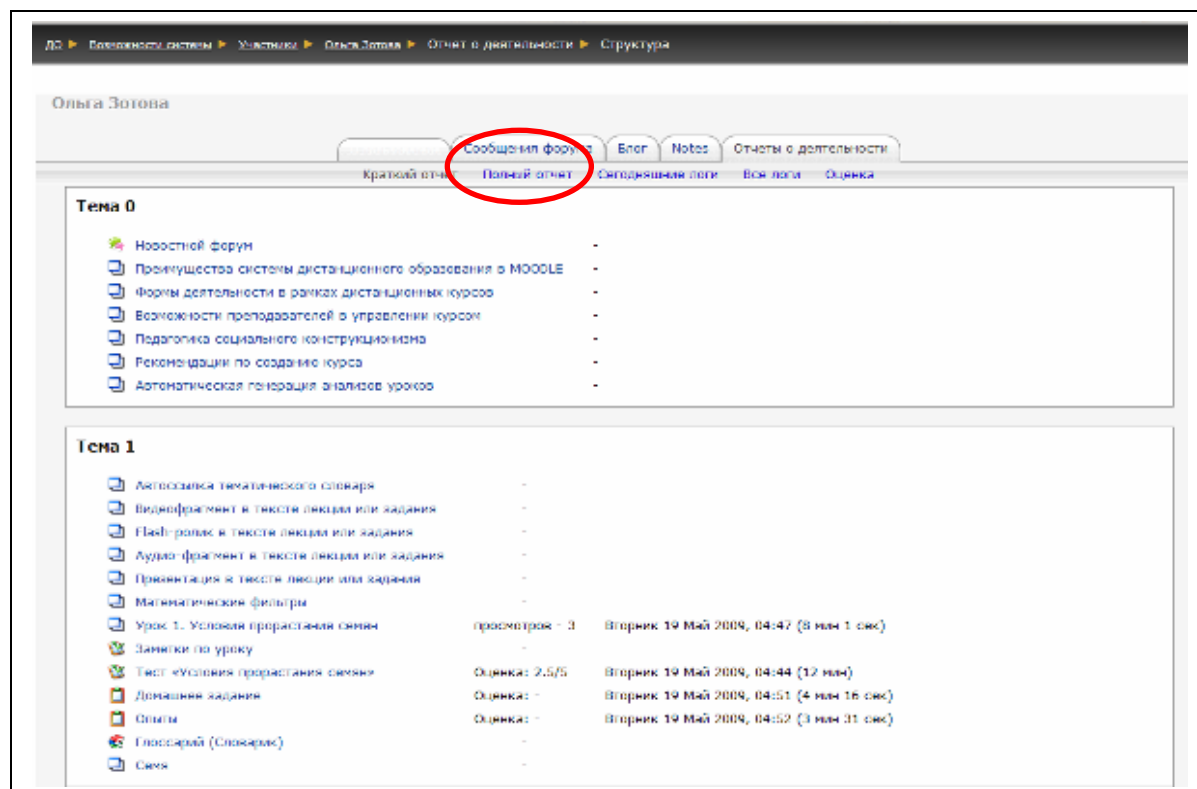 ДО ► Возможности системы ► Участники ► Ольга Зотова ► Отчет о деятельности ► Структура
Ольга Зотова
Сообщения форума Блог Notes Отчеты о деятельности
Краткий отчет Полный отчет Сегодняшние логи Все логи Оценка
Тема 0
Новостной форум -
Преимущества системы дистанционного образования в MOODLE -
Формы деятельности в рамках дистанционных курсов -
Возможности преподавателей в управлении курсом -
Педагогика социального конструкционизма -
Рекомендации по созданию курса -
Автоматическая генерация анализов уроков -
Тема 1
Автоссылка тематического словаря -
Видеофрагмент в тексте лекции или задания -
Flash-ролик в тексте лекции или задания -
Аудио-фрагмент в тексте лекции или задания -
Презентация в тексте лекции или задания -
Математические фильтры -
Урок 1. Условия прорастания семян просмотров - 3 Вторник 19 Май 2009, 04:47 (8 мин 1 сек)
Заметки по уроку -
Тест «Условия прорастания семян» Оценка: 2.5/5 Вторник 19 Май 2009, 04:44 (12 мин)
Домашнее задание Оценка: - Вторник 19 Май 2009, 04:51 (4 мин 16 сек)
Опыты Оценка: - Вторник 19 Май 2009, 04:52 (3 мин 31 сек)
Глоссарий (Словарик) -
Семя -